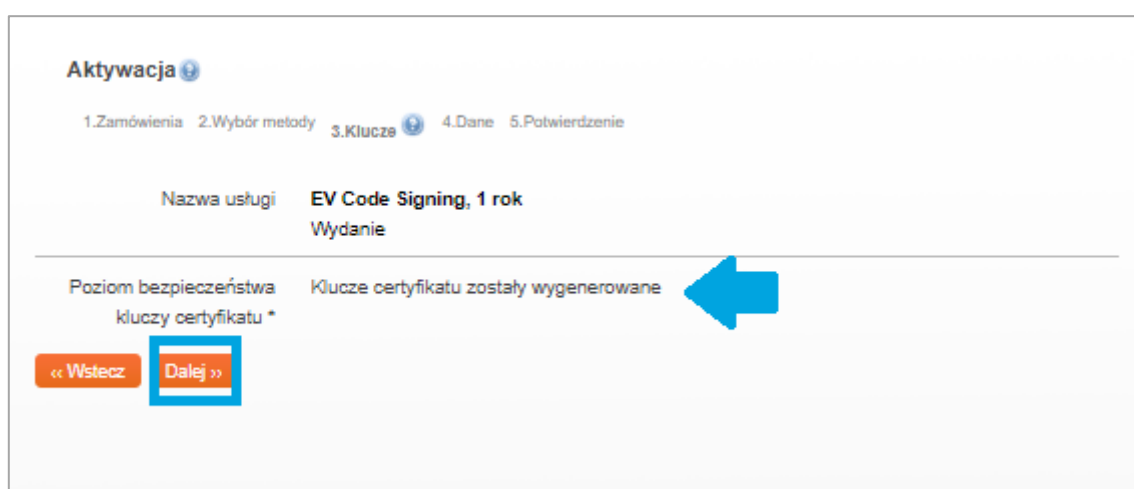 Aktywacja
1.Zamówienia 2.Wybór metody 3.Klucze 4.Dane 5.Potwierdzenie
Nazwa usługi EV Code Signing, 1 rok
Wydanie
Poziom bezpieczeństwa Klucze certyfikatu zostały wygenerowane
kluczy certyfikatu *
‹‹ Wstecz Dalej ››